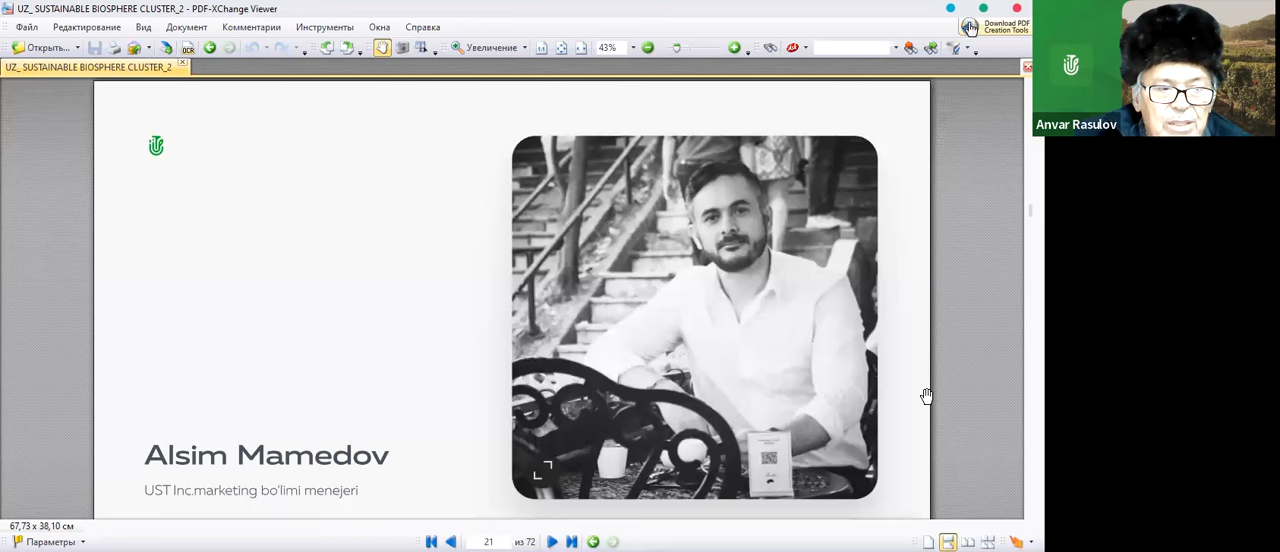 UZ_ SUSTAINABLE BIOSPHERE CLUSTER_2 - PDF-XChange Viewer
Файл Редактирование Вид Документ Комментарии Инструменты Окна Справка
Download PDF
Creation Tools
Открыть... OCR Увеличение 43%
UZ_ SUSTAINABLE BIOSPHERE CLUSTER_2
Anvar Rasulov
Alsim Mamedov
UST Inc.marketing bo'limi menejeri
67,73 x 38,10 см
Параметры 21 из 72